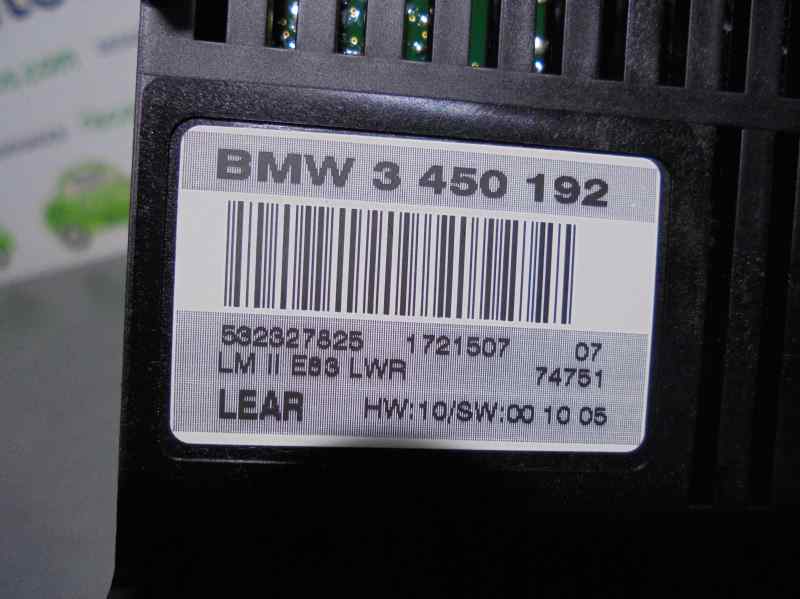 BMW 3 450 192
532327825 1721507 07
LM II E83 LWR 74751
LEAR HW:10/SW:00 10 05